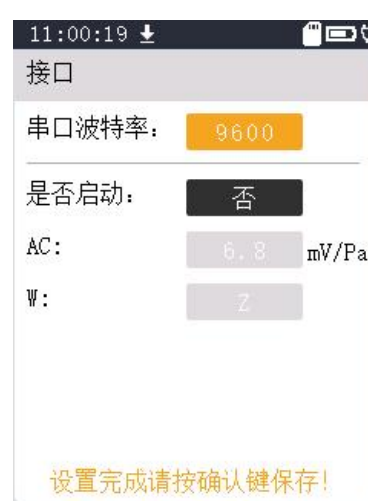 11:00:19
接口
串口波特率： 9600
是否启动： 否
AC: 6.8 mV/Pa
W: Z
设置完成请按确认键保存!